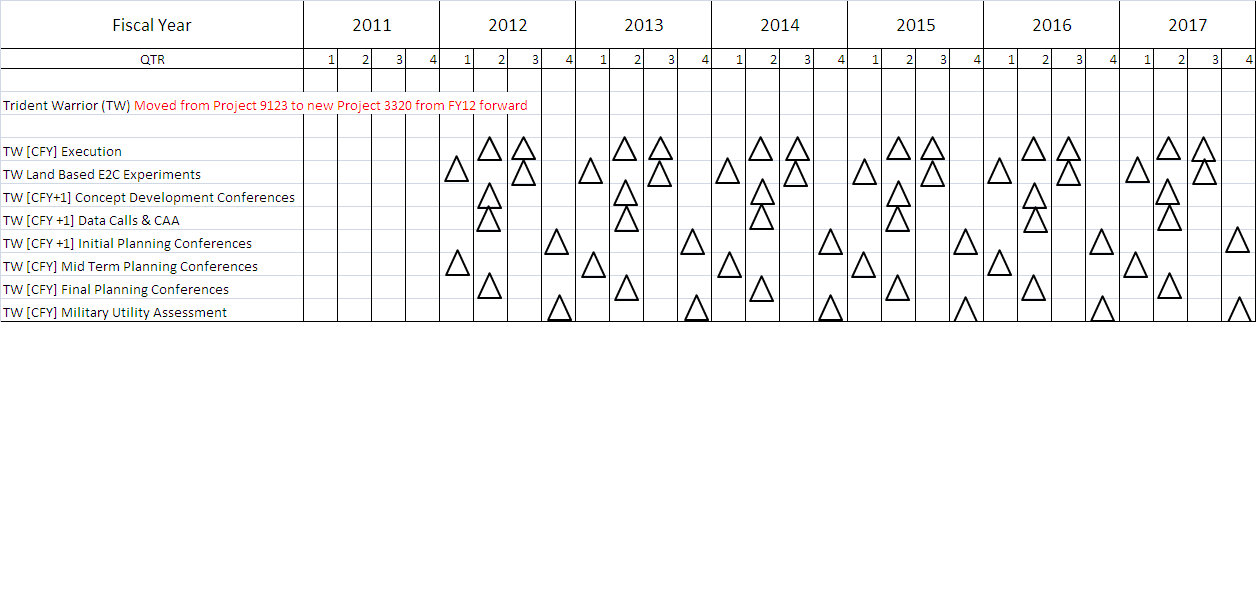 Fiscal Year 2011 2012 2013 2014 2015 2016 2017
QTR 1 2 3 4 1 2 3 4 1 2 3 4 1 2 3 4 1 2 3 4 1 2 3 4 1 2 3 4
Trident Warrior (TW) Moved from Project 9123 to new Project 3320 from FY12 forward
TW [CFY] Execution
TW Land Based E2C Experiments
TW [CFY+1] Concept Development Conferences
TW [CFY +1] Data Calls & CAA
TW [CFY +1] Initial Planning Conferences
TW [CFY] Mid Term Planning Conferences
TW [CFY] Final Planning Conferences
TW [CFY] Military Utility Assessment